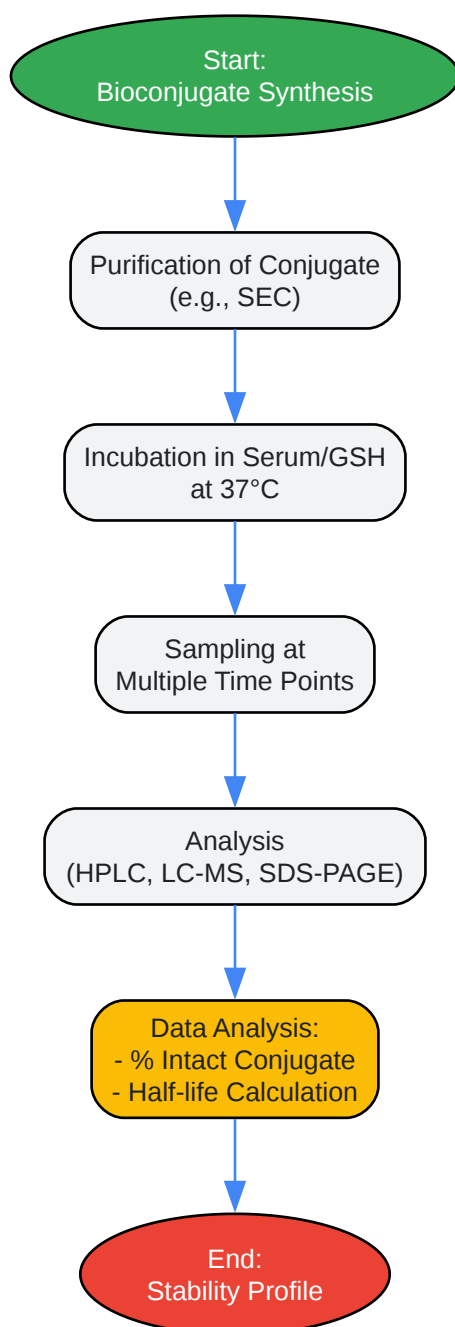 Start:
Bioconjugate Synthesis
Purification of Conjugate
(e.g., SEC)
Incubation in Serum/GSH
at 37°C
Sampling at
Multiple Time Points
Analysis
(HPLC, LC-MS, SDS-PAGE)
Data Analysis:
- % Intact Conjugate
- Half-life Calculation
End:
Stability Profile